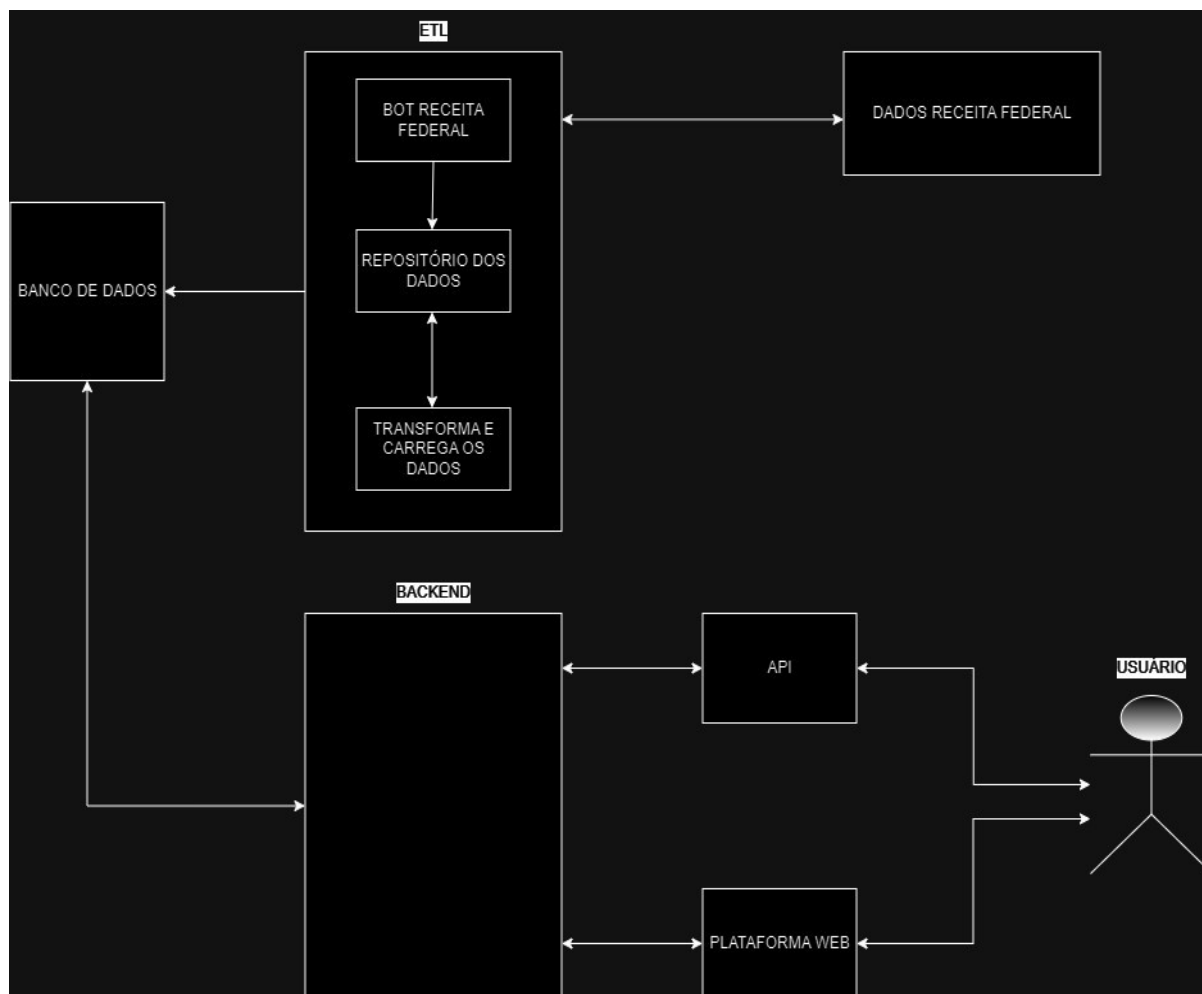 ETL
BOT RECEITA
FEDERAL
DADOS RECEITA FEDERAL
REPOSITÓRIO DOS
DADOS
BANCO DE DADOS
TRANSFORMA E
CARREGA OS
DADOS
BACKEND
API
USUÁRIO
PLATAFORMA WEB